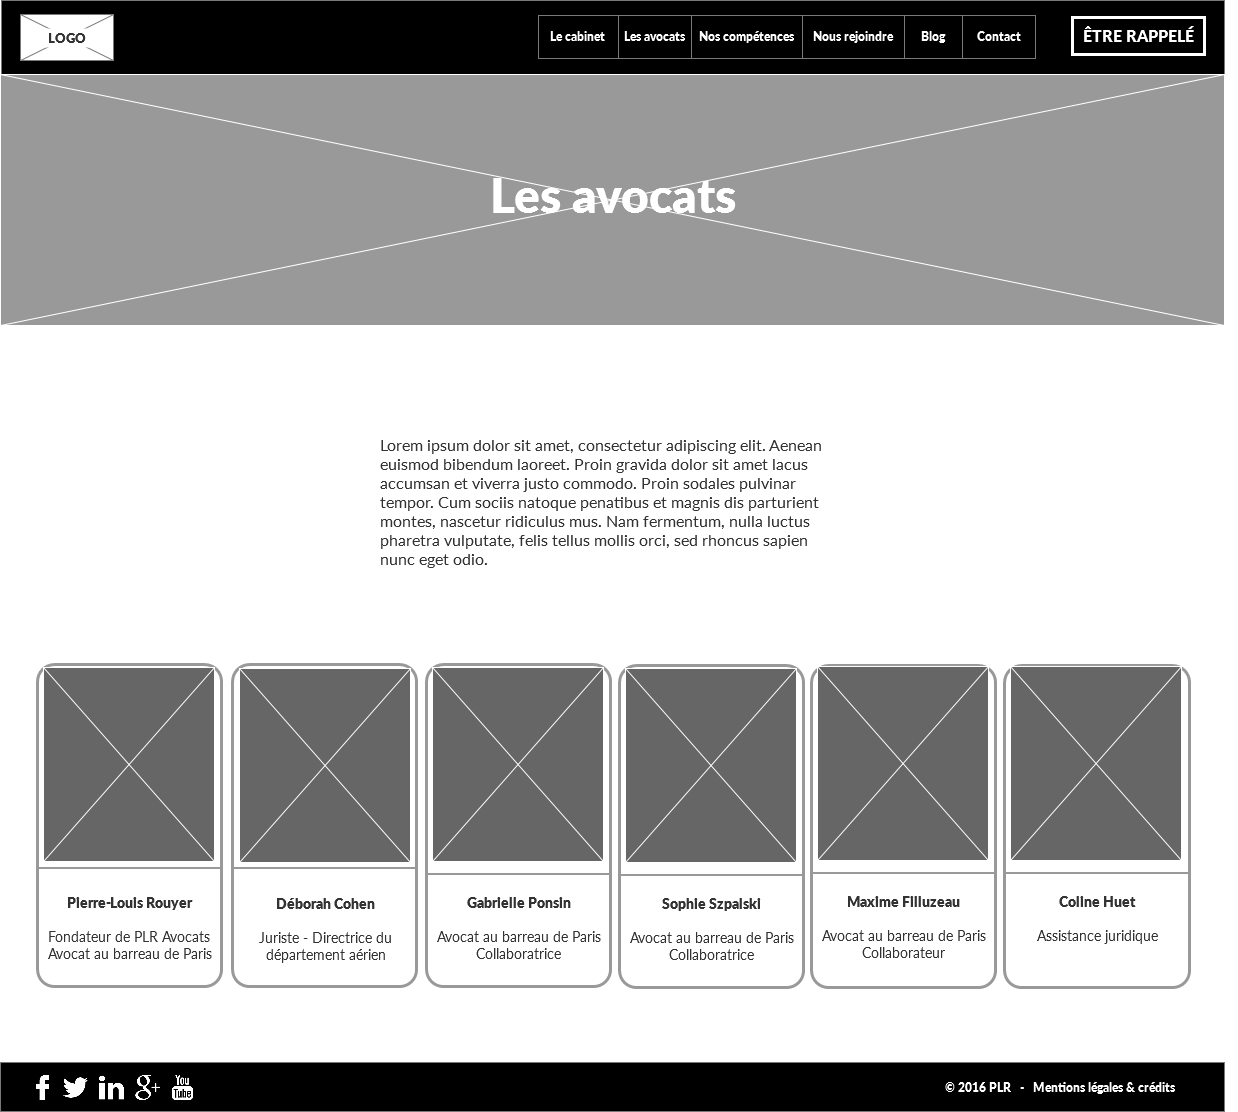 LOGO
Le cabinet
Les avocats
Nos compétences
Nous rejoindre
Blog
Contact
ÊTRE RAPPELÉ
Les avocats
Lorem ipsum dolor sit amet, consectetur adipiscing elit. Aenean
euismod bibendum laoreet. Proin gravida dolor sit amet lacus
accumsan et viverra justo commodo. Proin sodales pulvinar
tempor. Cum sociis natoque penatibus et magnis dis parturient
montes, nascetur ridiculus mus. Nam fermentum, nulla luctus
pharetra vulputate, felis tellus mollis orci, sed rhoncus sapien
nunc eget odio.
Pierre-Louis Rouyer
Fondateur de PLR Avocats
Avocat au barreau de Paris
Déborah Cohen
Juriste - Directrice du
département aérien
Gabrielle Ponsin
Avocat au barreau de Paris
Collaboratrice
Sophie Szpalski
Avocat au barreau de Paris
Collaboratrice
Maxime Filluzeau
Avocat au barreau de Paris
Collaborateur
Coline Huet
Assistance juridique
You
Tube
© 2016 PLR - Mentions légales & crédits